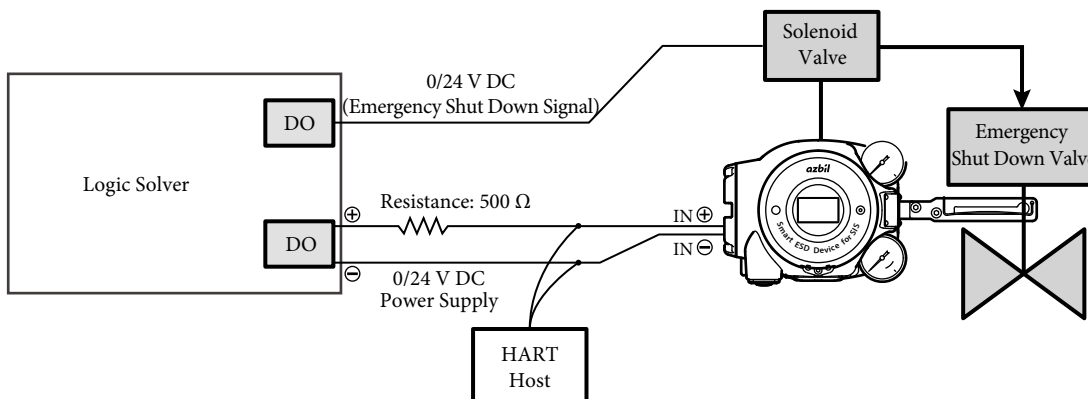 Solenoid
Valve
0/24 V DC
(Emergency Shut Down Signal)
DO
Emergency
Shut Down Valve
azbil
Smart ESD Device for SIS
Logic Solver
⊕
Resistance: 500 Ω
IN ⊕
DO
IN ⊖
⊖
0/24 V DC
Power Supply
HART
Host